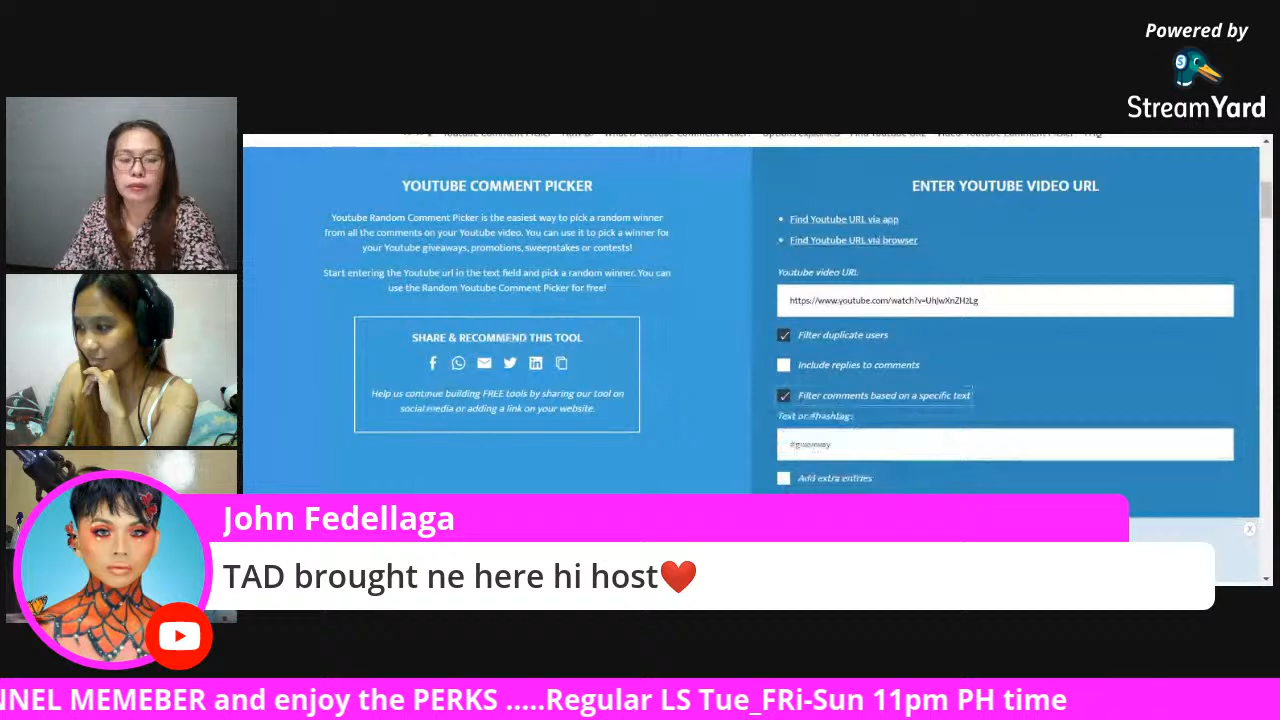 Powered by
StreamYard
YOUTUBE COMMENT PICKER
Youtube Random Comment Picker is the easiest way to pick a random winner
from all the comments on your Youtube video. You can use it to pick a winner for
your Youtube giveaways, promotions, sweepstakes or contests!
Start entering the Youtube url in the text field and pick a random winner. You can
use the Random Youtube Comment Picker for free!
SHARE & RECOMMEND THIS TOOL
Help us continue building FREE tools by sharing our tool on
social media or adding a link on your website.
ENTER YOUTUBE VIDEO URL
Find Youtube URL via app
Find Youtube URL via browser
Youtube video URL
https://www.youtube.com/watch?v=UhJwXnZH2Lg
Filter duplicate users
Include replies to comments
Filter comments based on a specific text
Text or #hashtag:
#giveaway
Add extra entries
X
John Fedellaga
TAD brought ne here hi host❤️
NNEL MEMEBER and enjoy the PERKS .....Regular LS Tue_FRi-Sun 11pm PH time